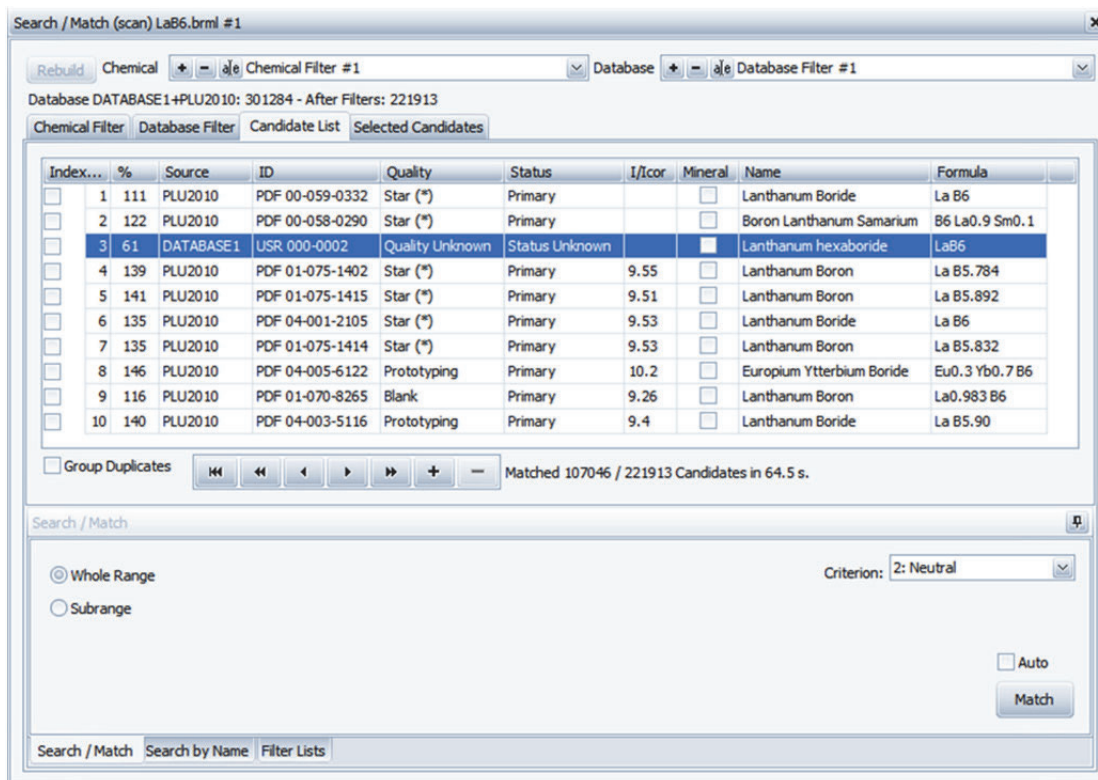 Search / Match (scan) LaB6.brml #1
Rebuild Chemical + - a|e Chemical Filter #1 Database + - a|e Database Filter #1
Database DATABASE1+PLU2010: 301284 - After Filters: 221913
Chemical Filter Database Filter Candidate List Selected Candidates
Index... % Source ID Quality Status I/Icor Mineral Name Formula
1 111 PLU2010 PDF 00-059-0332 Star (*) Primary Lanthanum Boride La B6
2 122 PLU2010 PDF 00-058-0290 Star (*) Primary Boron Lanthanum Samarium B6 La0.9 Sm0.1
3 61 DATABASE1 USR 000-0002 Quality Unknown Status Unknown Lanthanum hexaboride LaB6
4 139 PLU2010 PDF 01-075-1402 Star (*) Primary 9.55 Lanthanum Boron La B5.784
5 141 PLU2010 PDF 01-075-1415 Star (*) Primary 9.51 Lanthanum Boron La B5.892
6 135 PLU2010 PDF 04-001-2105 Star (*) Primary 9.53 Lanthanum Boride La B6
7 135 PLU2010 PDF 01-075-1414 Star (*) Primary 9.53 Lanthanum Boron La B5.832
8 146 PLU2010 PDF 04-005-6122 Prototyping Primary 10.2 Europium Ytterbium Boride Eu0.3 Yb0.7 B6
9 116 PLU2010 PDF 01-070-8265 Blank Primary 9.26 Lanthanum Boron La0.983 B6
10 140 PLU2010 PDF 04-003-5116 Prototyping Primary 9.4 Lanthanum Boride La B5.90
Group Duplicates + - Matched 107046 / 221913 Candidates in 64.5 s.
Search / Match
Whole Range Criterion: 2: Neutral
Subrange
Auto
Match
Search / Match Search by Name Filter Lists